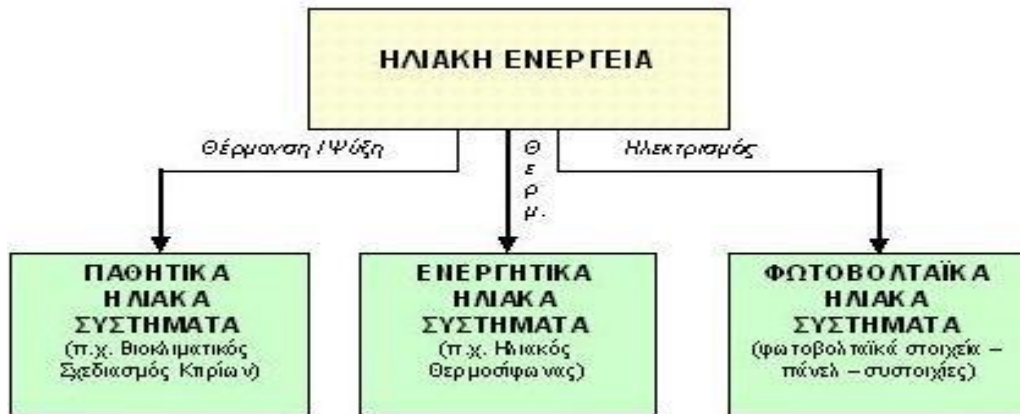 ΗΛΙΑΚΗ ΕΝΕΡΓΕΙΑ
Θέρμανση / Ψύξη
Θερμ.
Ηλεκτρισμός
ΠΑΘΗΤΙΚΑ
ΗΛΙΑΚΑ
ΣΥΣΤΗΜΑΤΑ
(π.χ. Βιοκλιματικός
Σχεδιασμός Κτιρίων)
ΕΝΕΡΓΗΤΙΚΑ
ΗΛΙΑΚΑ
ΣΥΣΤΗΜΑΤΑ
(π.χ. Ηλιακός
Θερμοσίφωνας)
ΦΩΤΟΒΟΛΤΑΪΚΑ
ΗΛΙΑΚΑ
ΣΥΣΤΗΜΑΤΑ
(φωτοβολταϊκά στοιχεία –
πάνελ – συστοιχίες)